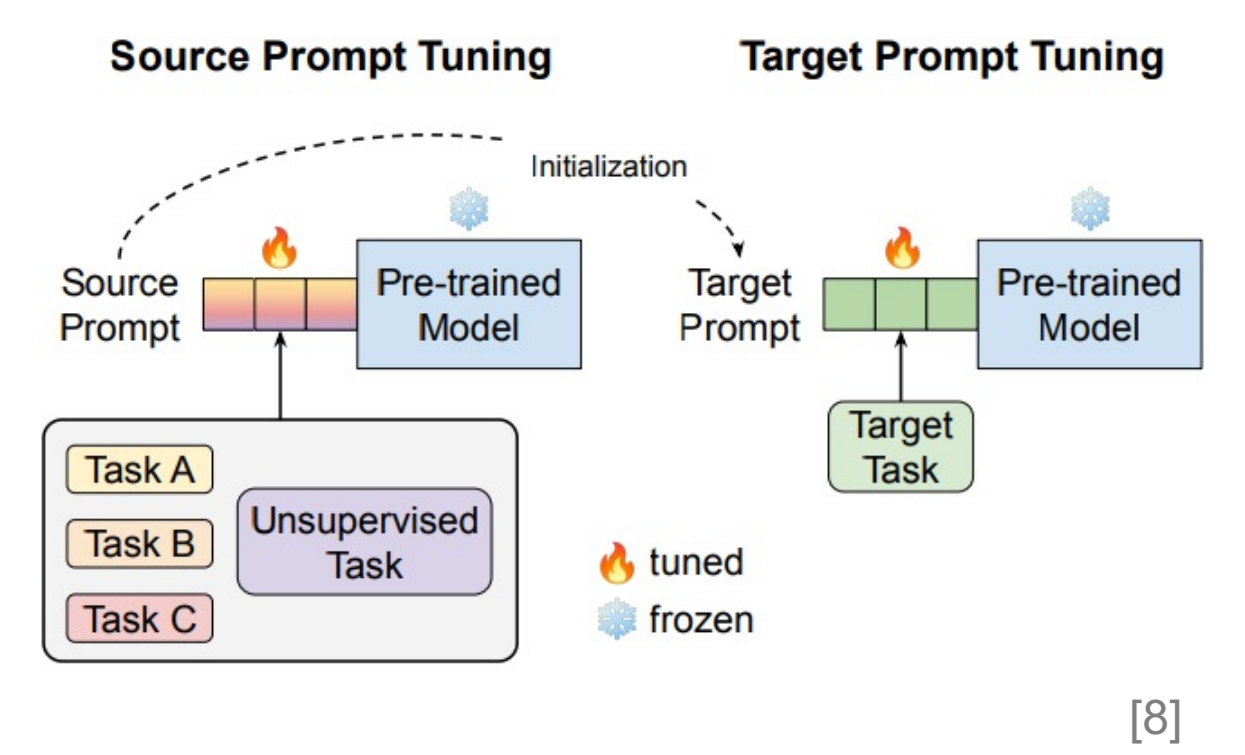 Source Prompt Tuning
Target Prompt Tuning
Initialization
Source
Prompt
Pre-trained
Model
Target
Prompt
Pre-trained
Model
Task A
Task B
Task C
Unsupervised
Task
Target
Task
tuned
frozen
[8]